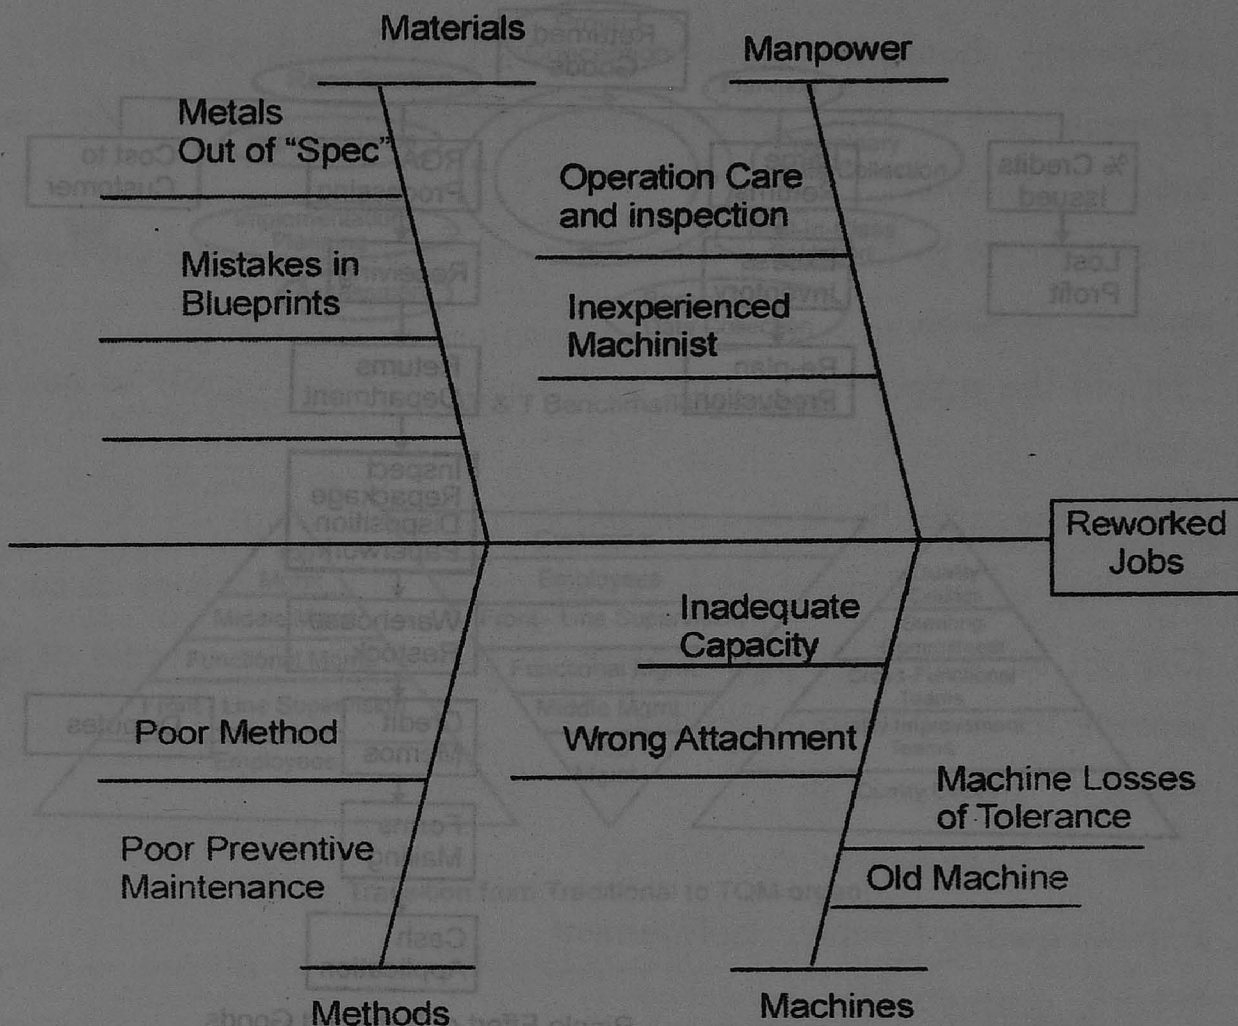 Materials
Manpower
Metals
Out of “Spec”
Operation Care
and inspection
Mistakes in
Blueprints
Inexperienced
Machinist
Reworked
Jobs
Inadequate
Capacity
Poor Method
Wrong Attachment
Machine Losses
of Tolerance
Poor Preventive
Maintenance
Old Machine
Methods
Machines